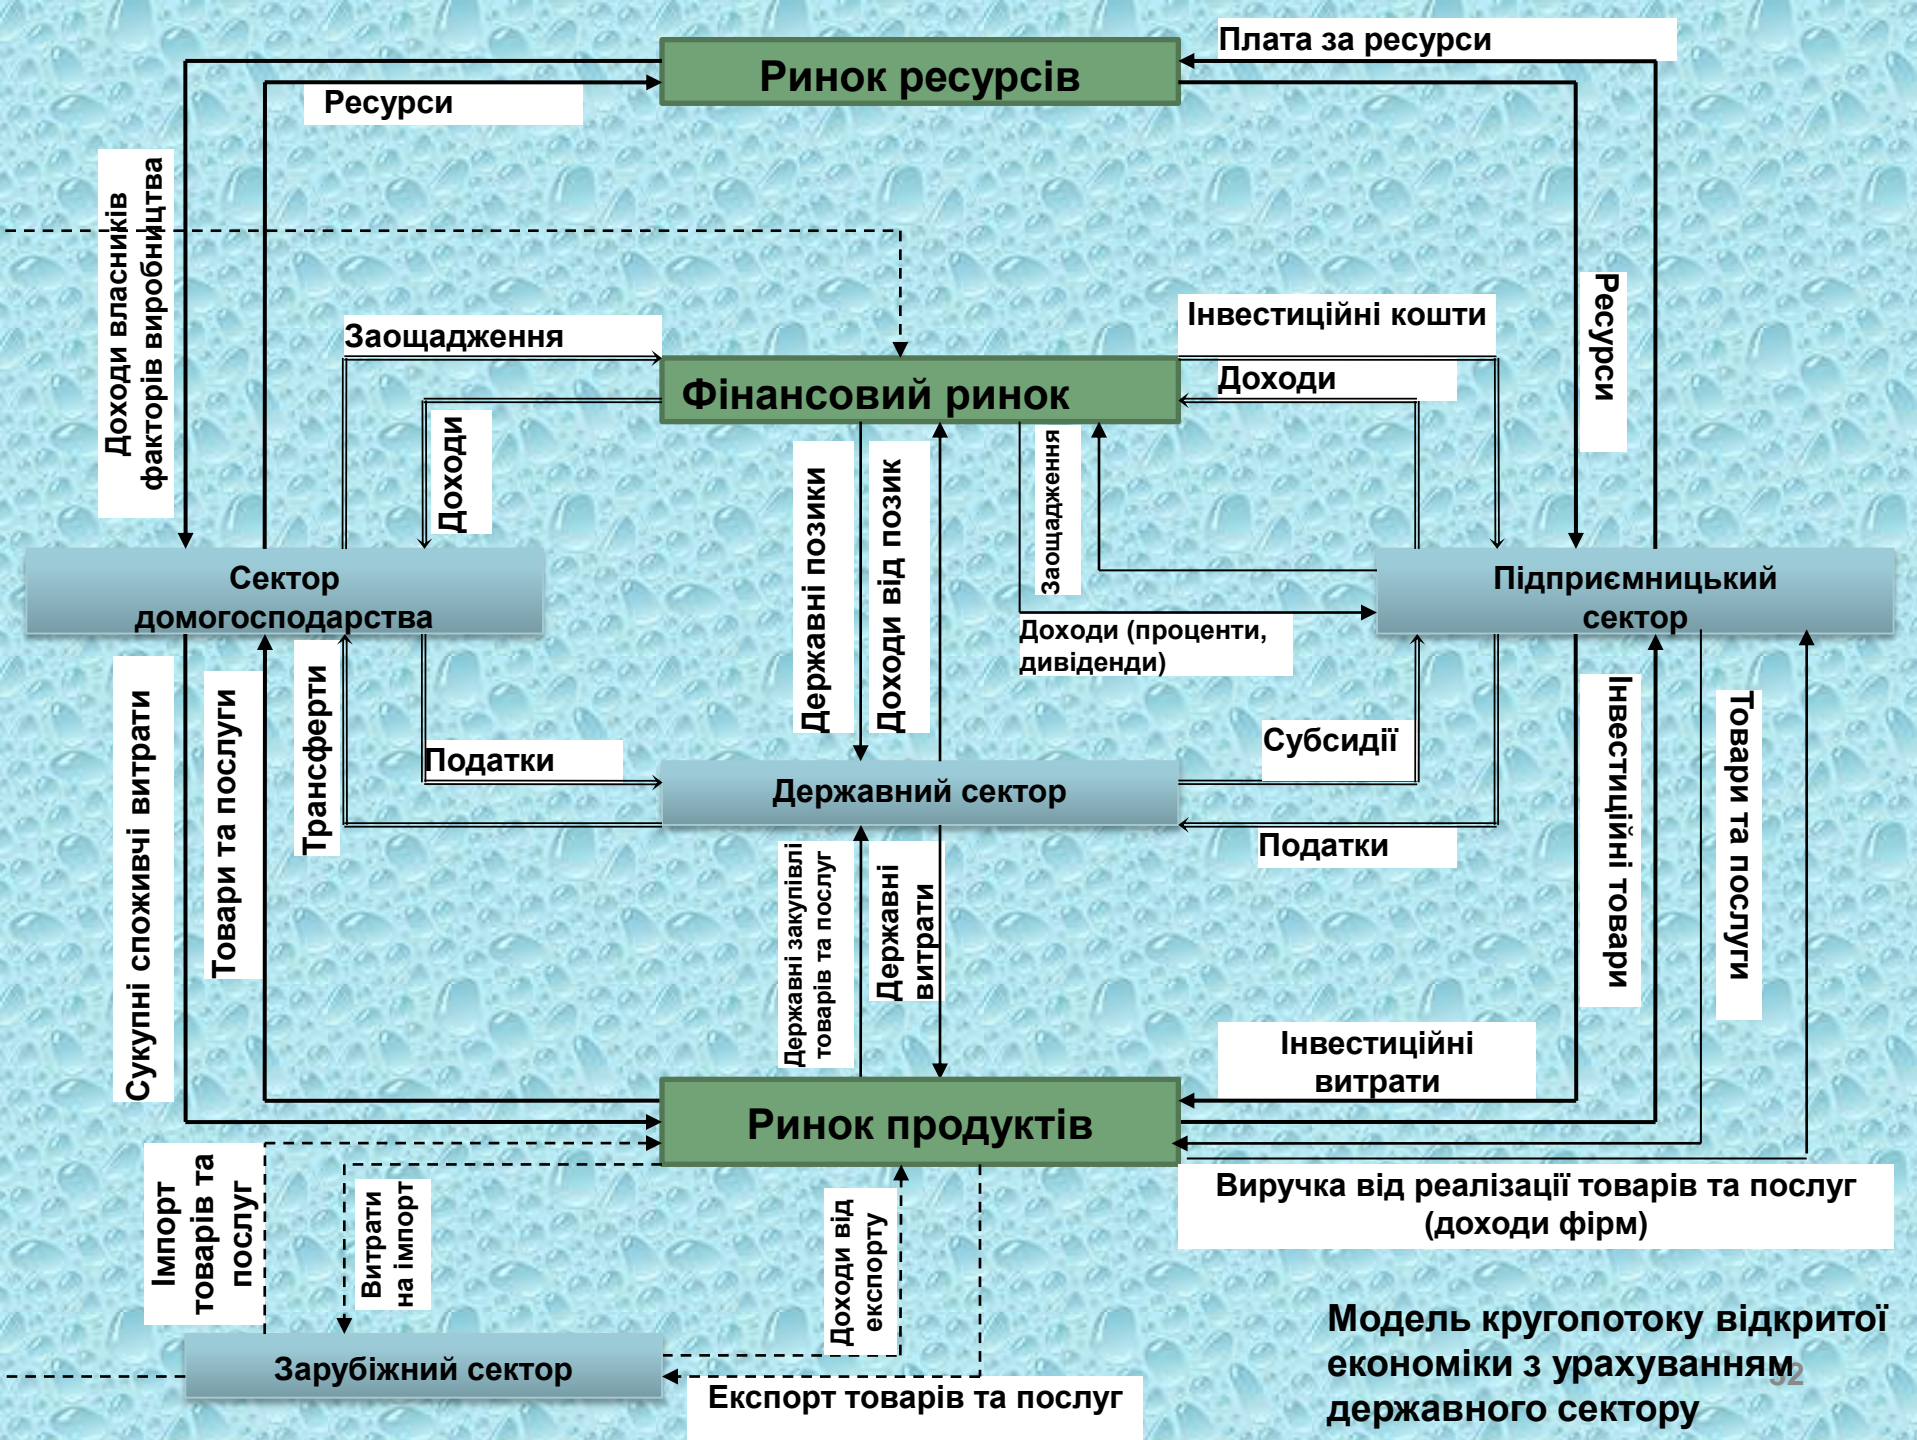 Плата за ресурси
Ринок ресурсів
Ресурси
Доходи власників
факторів виробництва
Ресурси
Інвестиційні кошти
Заощадження
Доходи
Фінансовий ринок
Доходи
Заощадження
Державні позики
Доходи від позик
Сектор
домогосподарства
Підприємницький
сектор
Доходи (проценти,
дивіденди)
Сукупні споживчі витрати
Товари та послуги
Трансферти
Податки
Субсидії
Інвестиційні товари
Товари та послуги
Державний сектор
Податки
Державні закупівлі
товарів та послуг
Державні
витрати
Інвестиційні
витрати
Ринок продуктів
Імпорт
товарів та
послуг
Витрати
на імпорт
Доходи від
експорту
Виручка від реалізації товарів та послуг
(доходи фірм)
Зарубіжний сектор
Експорт товарів та послуг
Модель кругопотоку відкритої
економіки з урахуванням
державного сектору
52